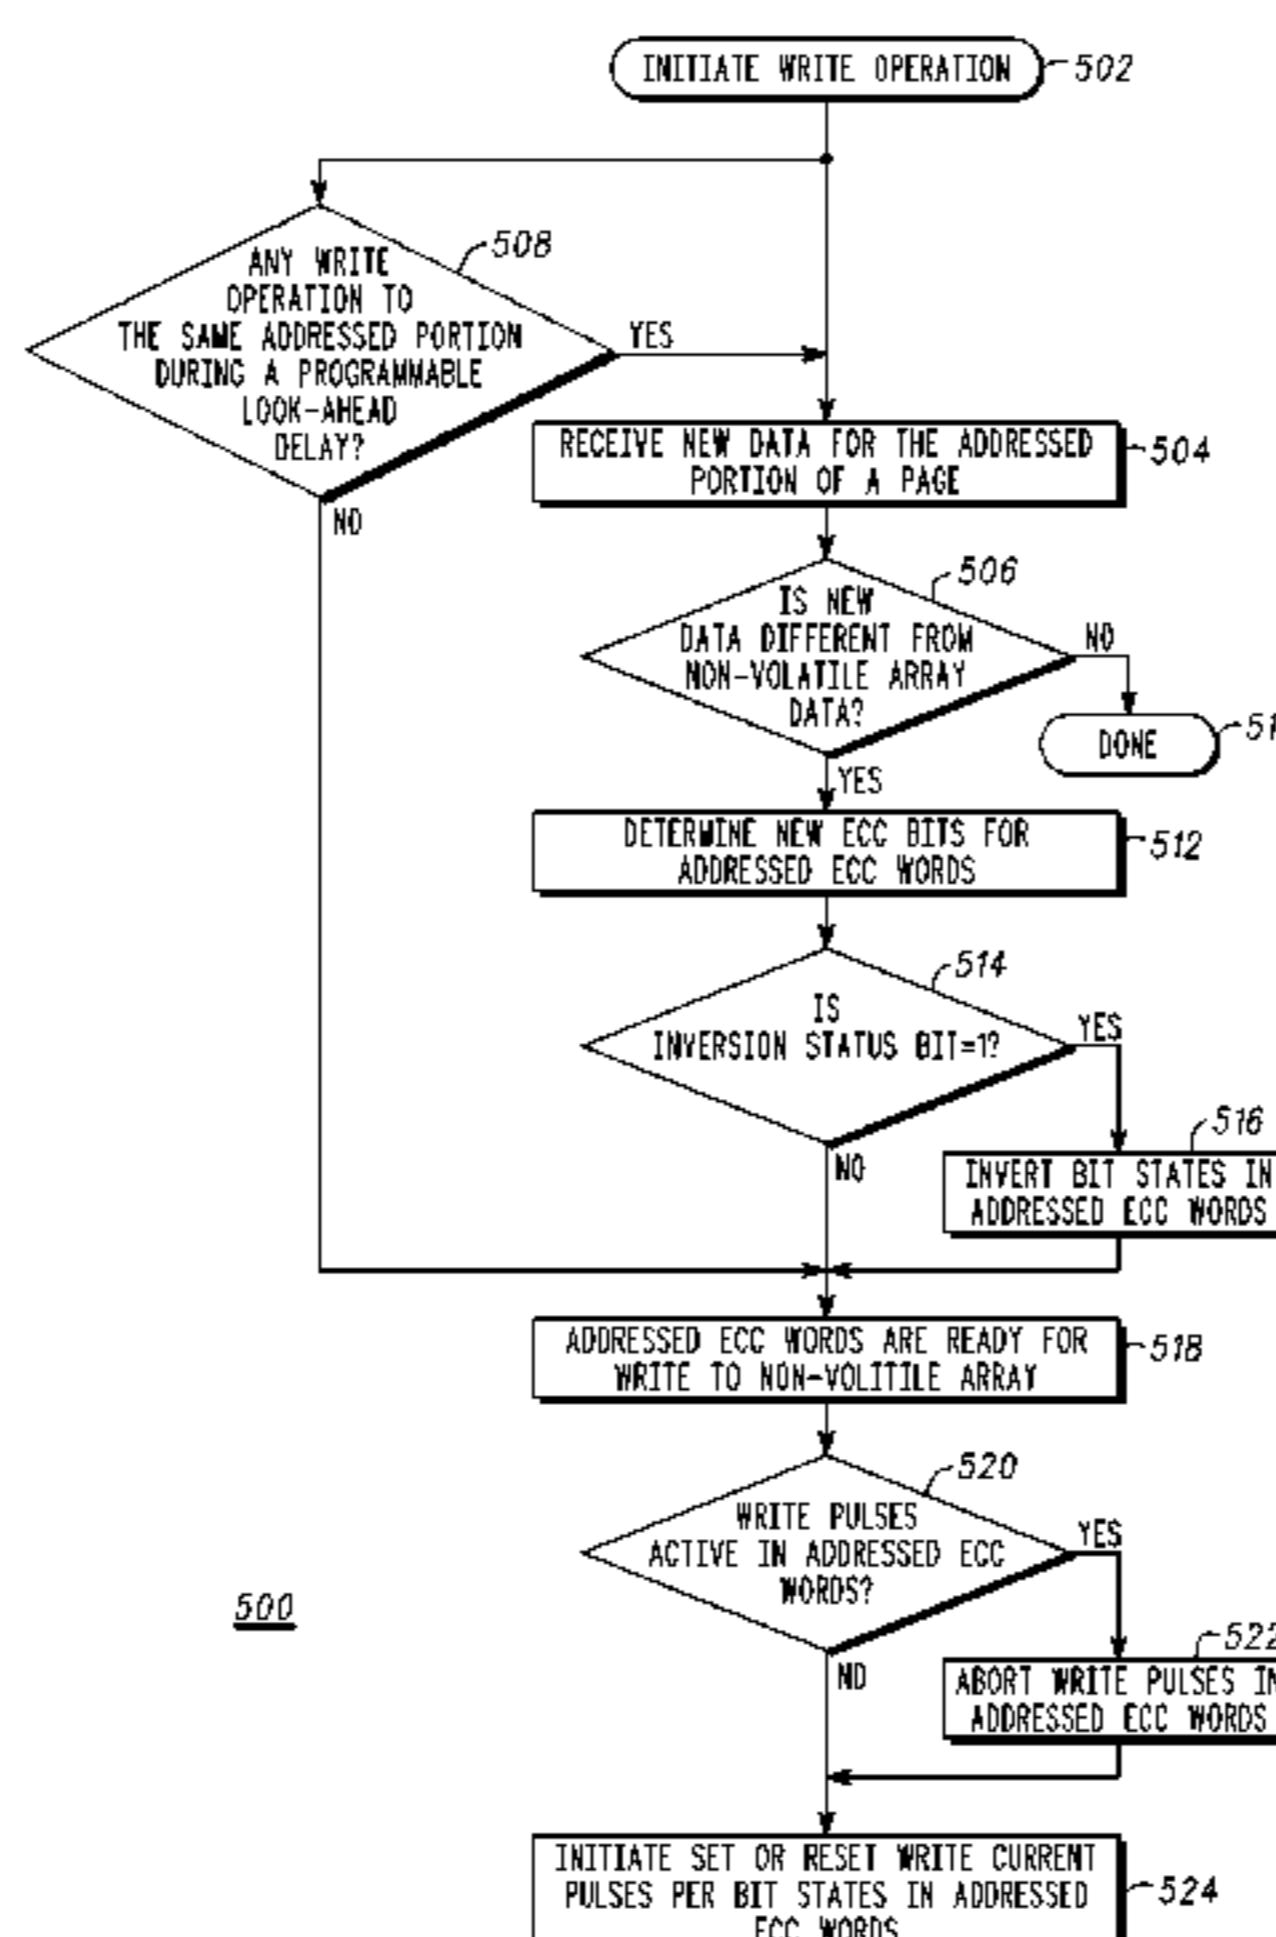 INITIATE WRITE OPERATION
502
508
ANY WRITE
OPERATION TO
THE SAME ADDRESSED PORTION
DURING A PROGRAMMABLE
LOOK-AHEAD
DELAY?
YES
NO
RECEIVE NEW DATA FOR THE ADDRESSED
PORTION OF A PAGE
504
506
IS NEW
DATA DIFFERENT FROM
NON-VOLATILE ARRAY
DATA?
NO
DONE
YES
DETERMINE NEW ECC BITS FOR
ADDRESSED ECC WORDS
512
514
IS
INVERSION STATUS BIT=1?
YES
NO
516
INVERT BIT STATES IN
ADDRESSED ECC WORDS
ADDRESSED ECC WORDS ARE READY FOR
WRITE TO NON-VOLITILE ARRAY
518
520
WRITE PULSES
ACTIVE IN ADDRESSED ECC
WORDS?
YES
NO
522
ABORT WRITE PULSES IN
ADDRESSED ECC WORDS
500
INITIATE SET OR RESET WRITE CURRENT
PULSES PER BIT STATES IN ADDRESSED
ECC WORDS
524